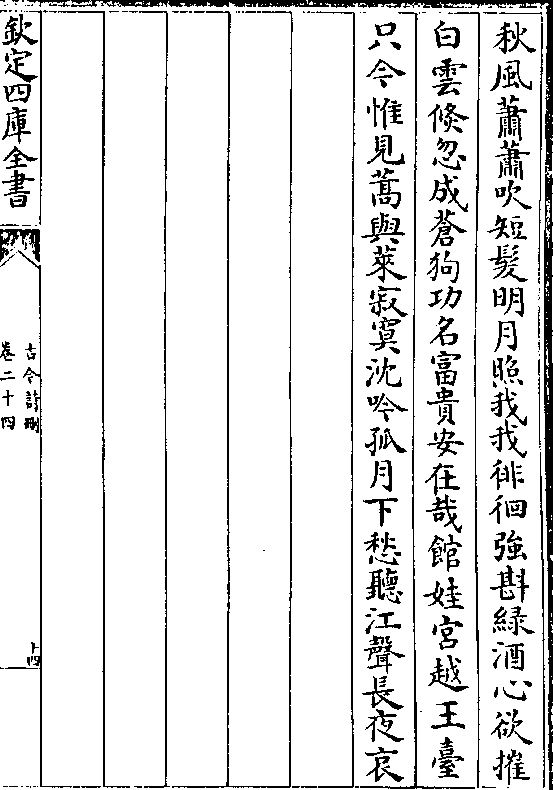 秋風蕭蕭吹短髮明月照我我徘徊強斟緑酒心欲摧
白雲倐忽成蒼狗功名富貴安在哉館娃宮越王臺
只今惟見蒿與萊寂寞沈吟孤月下愁聽江聲長夜哀
欽定四庫全書
古今詩刪
卷二十四
十四